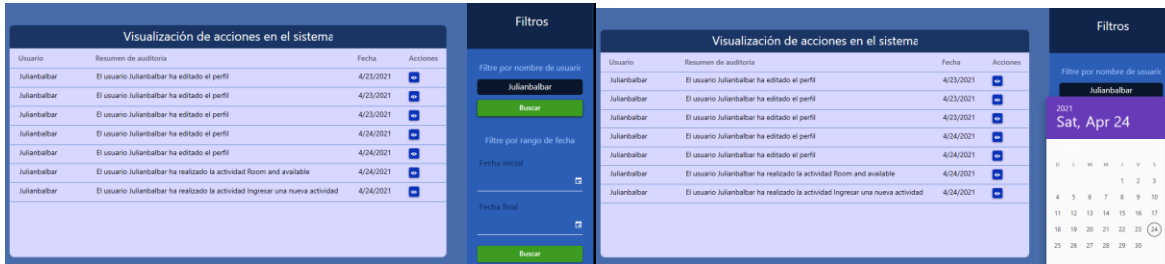 Visualización de acciones en el sistema
Usuario Resumen de auditoria Fecha Acciones
Julianbalbar El usuario Julianbalbar ha editado el perfil 4/23/2021
Julianbalbar El usuario Julianbalbar ha editado el perfil 4/23/2021
Julianbalbar El usuario Julianbalbar ha editado el perfil 4/23/2021
Julianbalbar El usuario Julianbalbar ha editado el perfil 4/24/2021
Julianbalbar El usuario Julianbalbar ha editado el perfil 4/24/2021
Julianbalbar El usuario Julianbalbar ha realizado la actividad Room and available 4/24/2021
Julianbalbar El usuario Julianbalbar ha realizado la actividad Ingresar una nueva actividad 4/24/2021
Filtros
Filtre por nombre de usuario
Julianbalbar
Buscar
Filtre por rango de fecha
Fecha inicial
Fecha final
Buscar
Visualización de acciones en el sistema
Usuario Resumen de auditoria Fecha Acciones
Julianbalbar El usuario Julianbalbar ha editado el perfil 4/23/2021
Julianbalbar El usuario Julianbalbar ha editado el perfil 4/23/2021
Julianbalbar El usuario Julianbalbar ha editado el perfil 4/23/2021
Julianbalbar El usuario Julianbalbar ha editado el perfil 4/24/2021
Julianbalbar El usuario Julianbalbar ha editado el perfil 4/24/2021
Julianbalbar El usuario Julianbalbar ha realizado la actividad Room and available 4/24/2021
Julianbalbar El usuario Julianbalbar ha realizado la actividad Ingresar una nueva actividad 4/24/2021
Filtros
Filtre por nombre de usuario
Julianbalbar
2021
Sat, Apr 24
D L M M J V S
1 2 3
4 5 6 7 8 9 10
11 12 13 14 15 16 17
18 19 20 21 22 23 24
25 26 27 28 29 30